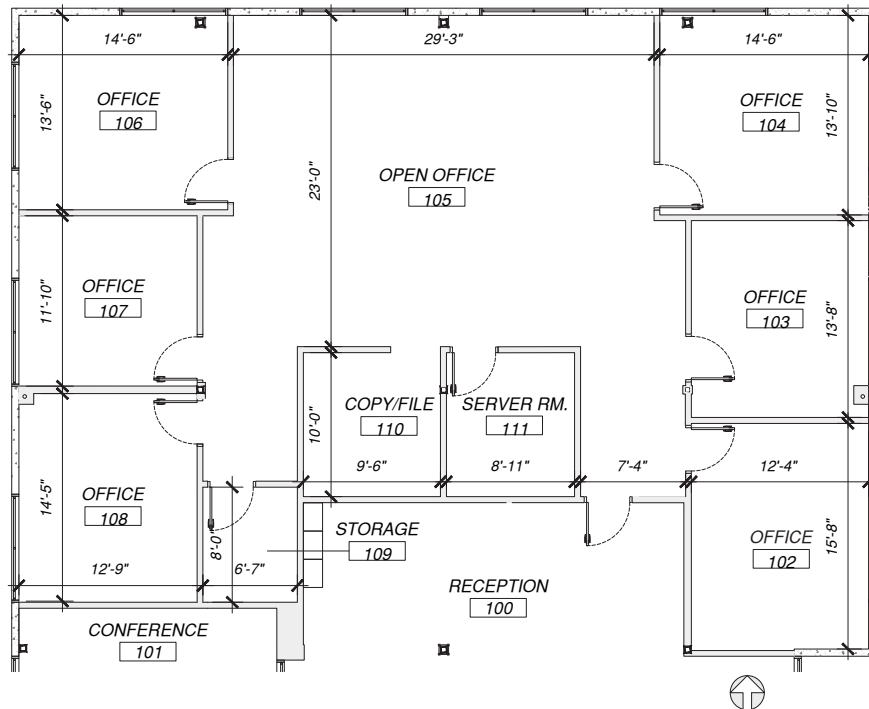 14'-6"
29'-3"
14'-6"
13'-6"
OFFICE
106
OFFICE
104
13'-10"
23'-0"
OPEN OFFICE
105
11'-10"
OFFICE
107
OFFICE
103
13'-8"
COPY/FILE
110
SERVER RM.
111
10'-0"
9'-6"
8'-11"
7'-4"
12'-4"
14'-5"
OFFICE
108
8'-0"
STORAGE
109
OFFICE
102
15'-8"
12'-9"
6'-7"
RECEPTION
100
CONFERENCE
101